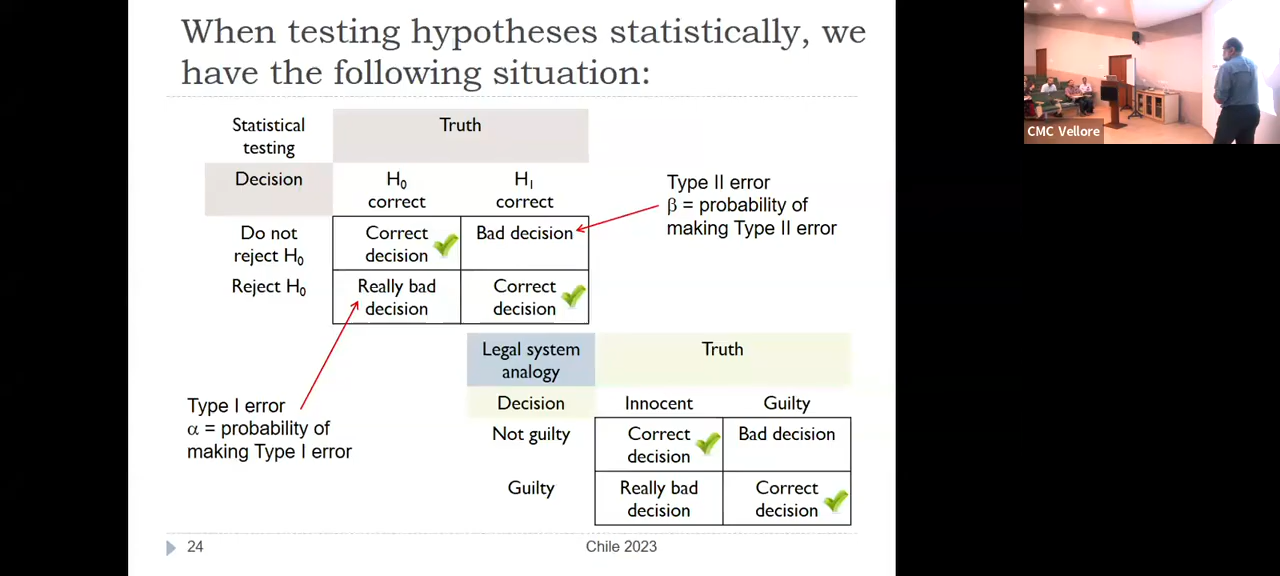 When testing hypotheses statistically, we
have the following situation:
CMC Vellore
Statistical
testing
Truth
Decision
H₀
correct
H₁
correct
Do not
reject H₀
Correct
decision
Bad decision
Reject H₀
Really bad
decision
Correct
decision
Type II error
β = probability of
making Type II error
Type I error
α = probability of
making Type I error
Legal system
analogy
Truth
Decision
Innocent
Guilty
Not guilty
Correct
decision
Bad decision
Guilty
Really bad
decision
Correct
decision
24
Chile 2023